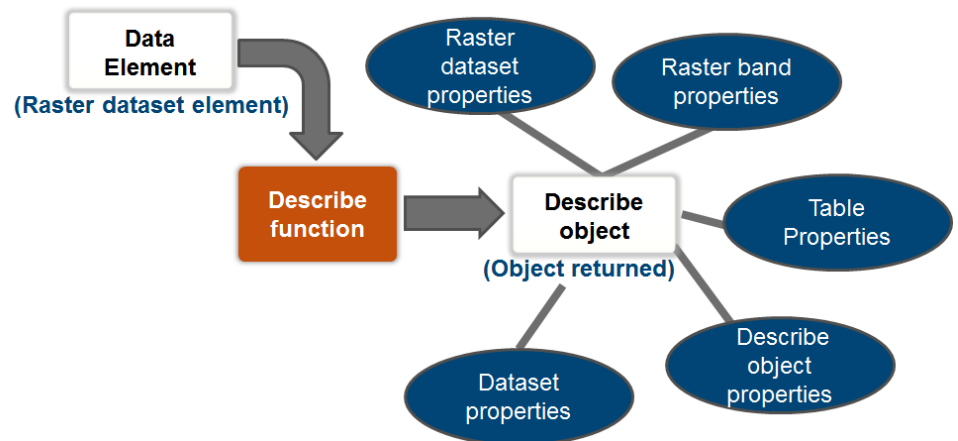 Data
Element
(Raster dataset element)
Describe
function
Describe
object
(Object returned)
Raster
dataset
properties
Raster band
properties
Table
Properties
Describe
object
properties
Dataset
properties